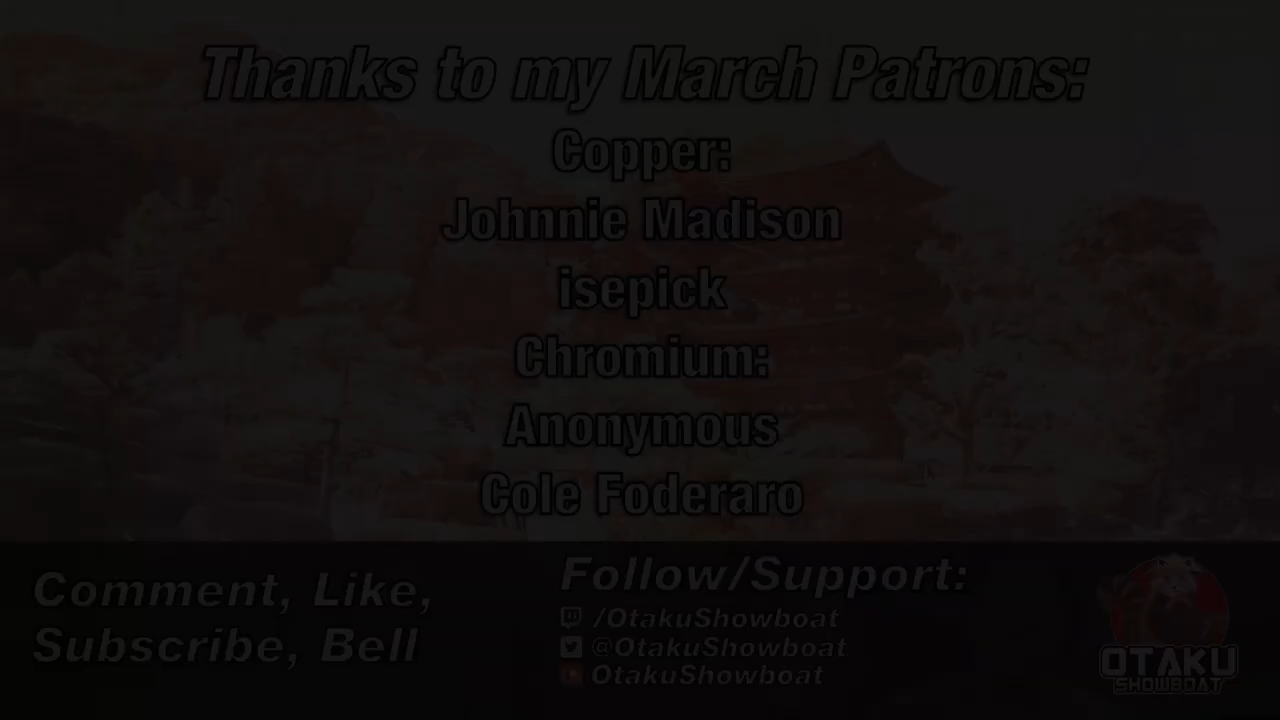 Thanks to my March Patrons:
Copper:
Johnnie Madison
isepick
Chromium:
Anonymous
Cole Foderaro
Comment, Like,
Subscribe, Bell
Follow/Support:
/OtakuShowboat
@OtakuShowboat
OtakuShowboat
OTAKU
SHOWBOAT